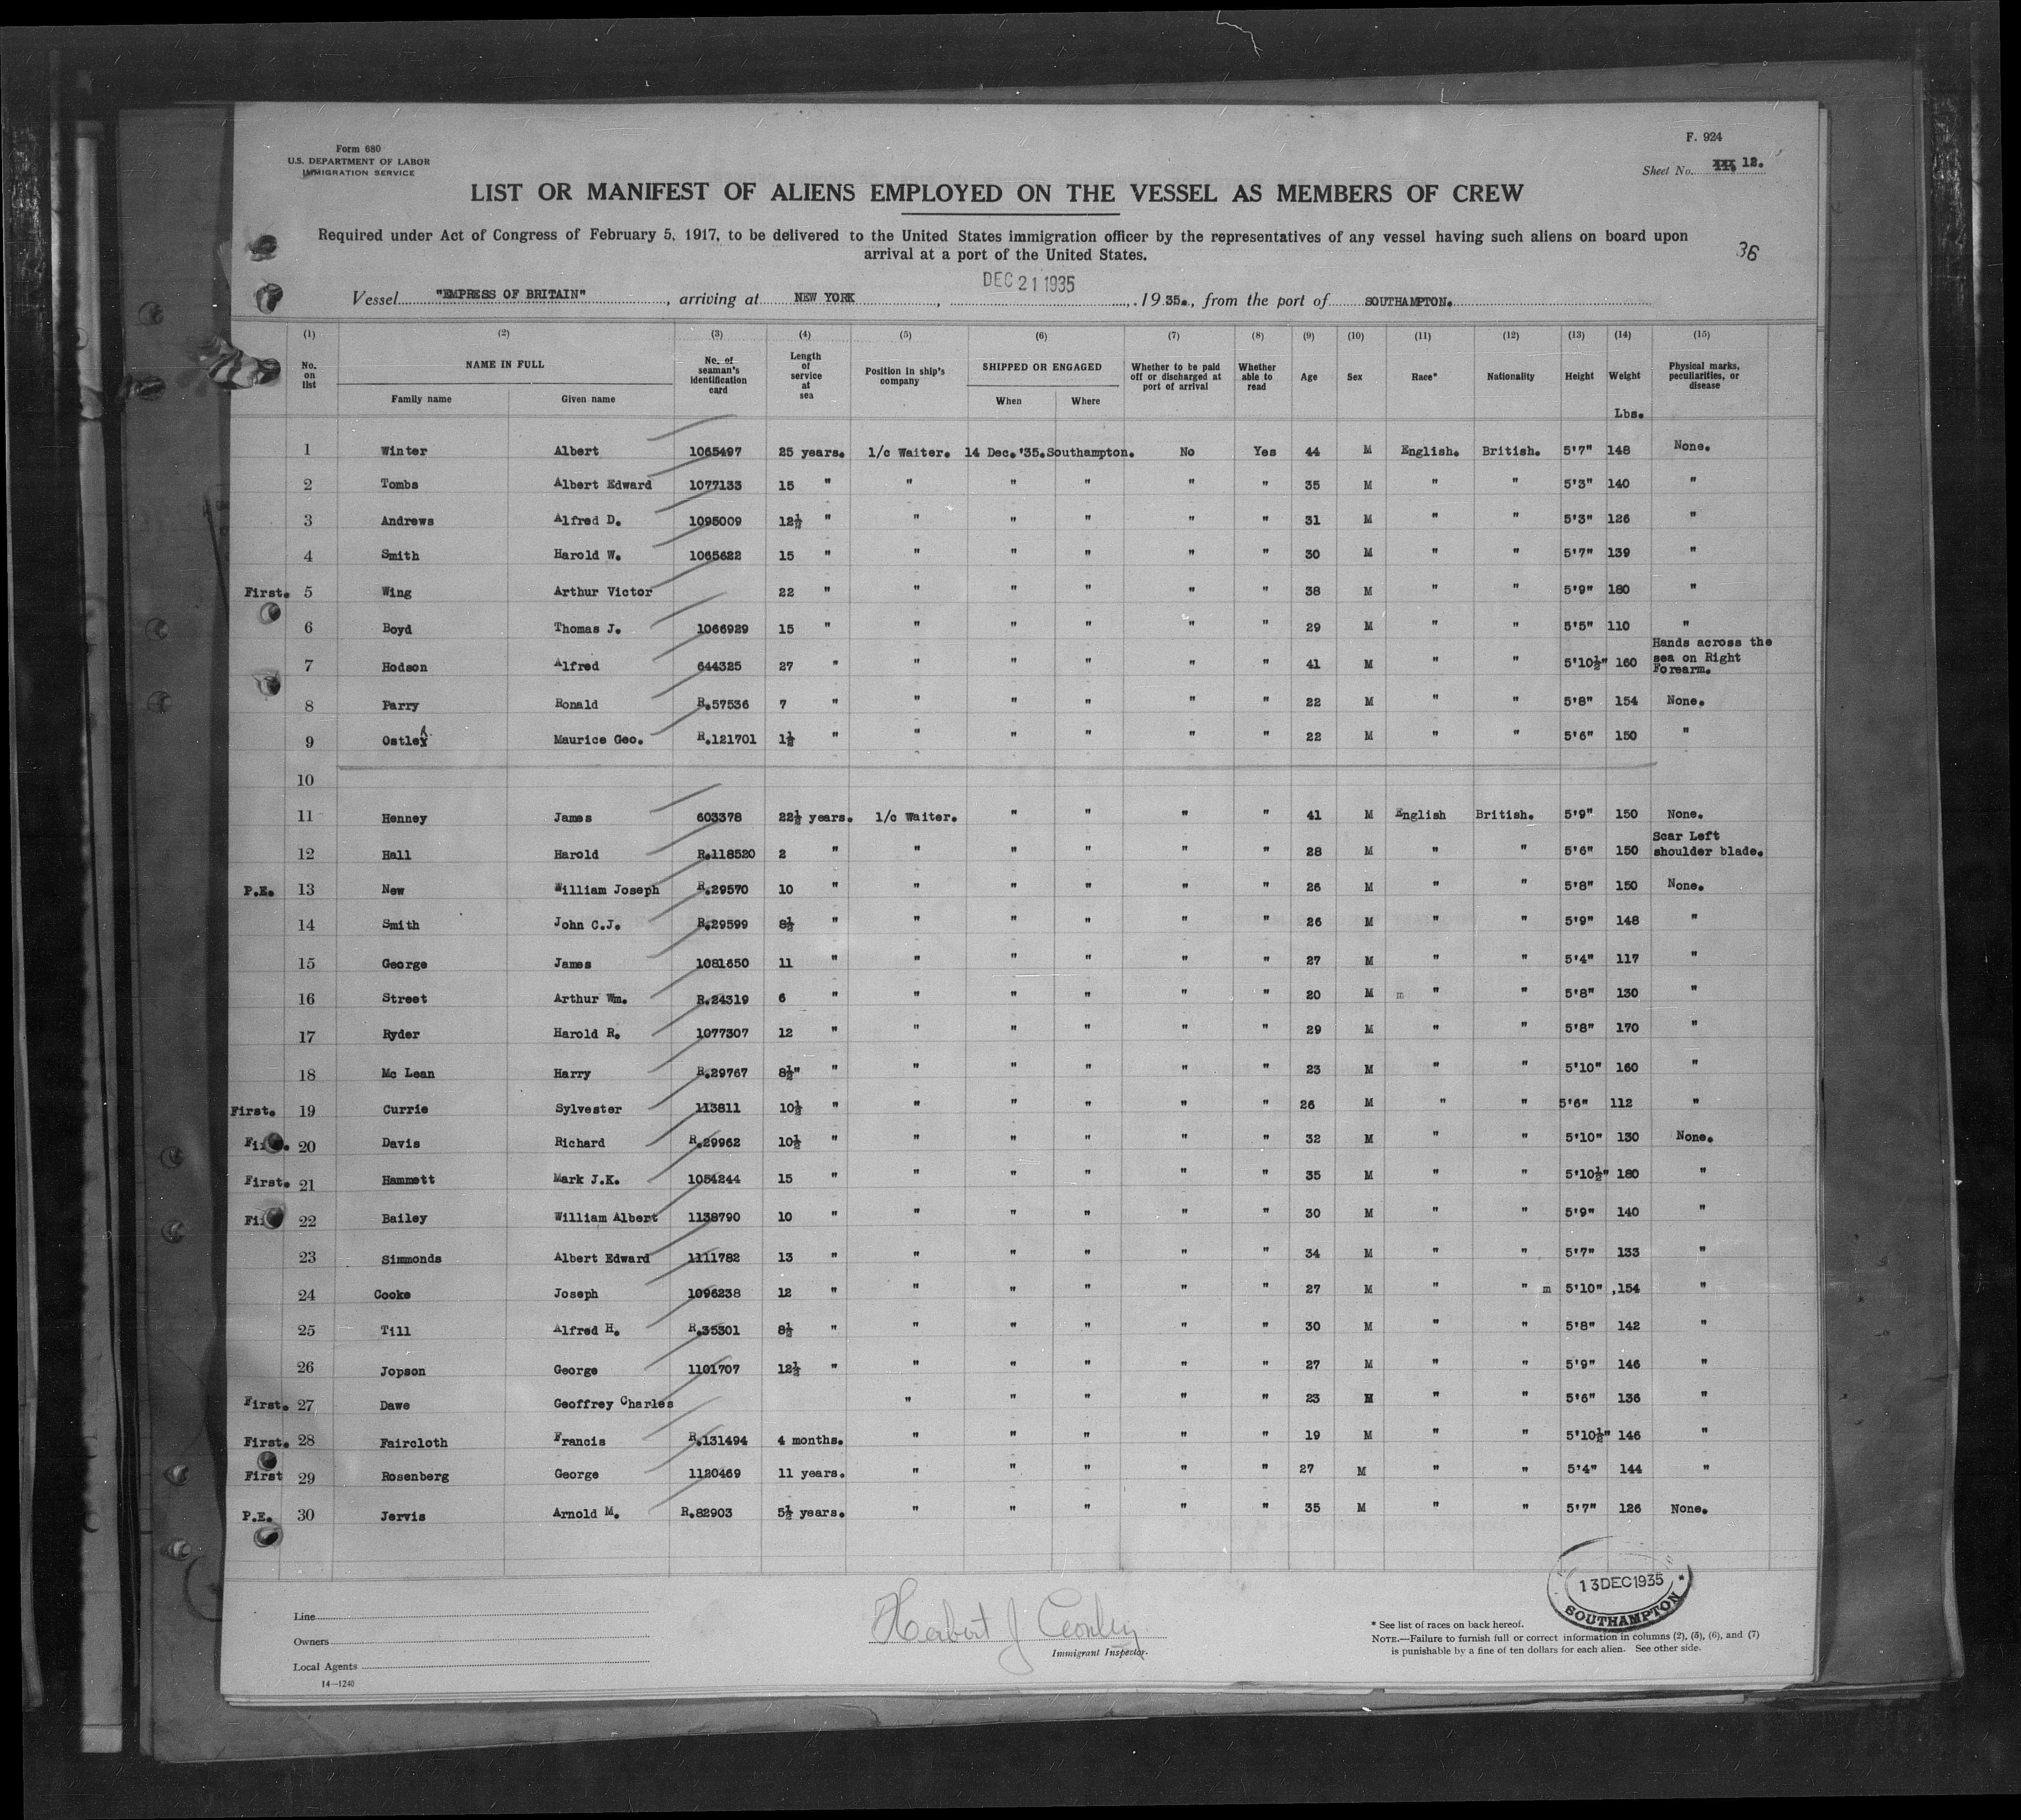 Form 680
U.S. DEPARTMENT OF LABOR
IMMIGRATION SERVICE
F. 924
Sheet No. 12.
LIST OR MANIFEST OF ALIENS EMPLOYED ON THE VESSEL AS MEMBERS OF CREW
Required under Act of Congress of February 5, 1917, to be delivered to the United States immigration officer by the representatives of any vessel having such aliens on board upon
arrival at a port of the United States.
36
DEC 21 1935
Vessel "EMPRESS OF BRITAIN", arriving at NEW YORK, , 1935., from the port of SOUTHAMPTON.
(1) (2) (3) (4) (5) (6) (7) (8) (9) (10) (11) (12) (13) (14) (15)
No. on list NAME IN FULL Family name Given name No. of seaman's identification card Length of service at sea Position in ship's company SHIPPED OR ENGAGED When Where Whether to be paid off or discharged at port of arrival Whether able to read Age Sex Race* Nationality Height Weight Physical marks, peculiarities, or disease
Lbs.
1 Winter Albert 1065497 25 years. 1/c Waiter. 14 Dec.'35. Southampton. No Yes 44 M English. British. 5'7" 148 None.
2 Tombs Albert Edward 1077133 15 " " " " " " 35 M " " 5'3" 140 "
3 Andrews Alfred D. 1095009 12½ " " " " " " 31 M " " 5'3" 126 "
4 Smith Harold W. 1065622 15 " " " " " " 30 M " " 5'7" 139 "
First. 5 Wing Arthur Victor 22 " " " " " " 38 M " " 5'9" 180 "
6 Boyd Thomas J. 1066929 15 " " " " " " 29 M " " 5'5" 110 "
7 Hodson Alfred 644325 27 " " " " " " 41 M " " 5'10½" 160 Hands across the sea on Right Forearm.
8 Parry Ronald R.57536 7 " " " " " " 22 M " " 5'8" 154 None.
9 Ostle Maurice Geo. R.121701 1½ " " " " " " 22 M " " 5'6" 150 "
10
11 Henney James 603378 22½ years. 1/c Waiter. " " " " 41 M English British. 5'9" 150 None.
12 Hall Harold R.118520 2 " " " " " " 28 M " " 5'6" 150 Scar Left shoulder blade.
P.E. 13 New William Joseph R.29570 10 " " " " " " 26 M " " 5'8" 150 None.
14 Smith John C.J. R.29599 8½ " " " " " " 26 M " " 5'9" 148 "
15 George James 1081650 11 " " " " " " 27 M " " 5'4" 117 "
16 Street Arthur Wm. R.24319 6 " " " " " " 20 M m " " 5'8" 130 "
17 Ryder Harold R. 1077307 12 " " " " " " 29 M " " 5'8" 170 "
18 Mc Lean Harry R.29767 8½" " " " " " " 23 M " " 5'10" 160 "
First. 19 Currie Sylvester 113811 10½ " " " " " " 26 M " " 5'6" 112 "
20 Davis Richard R.29962 10½ " " " " " " 32 M " " 5'10" 130 None.
First. 21 Hammett Mark J.K. 1054244 15 " " " " " " 35 M " " 5'10½" 180 "
22 Bailey William Albert 1138790 10 " " " " " " 30 M " " 5'9" 140 "
23 Simmonds Albert Edward 1111782 13 " " " " " " 34 M " " 5'7" 133 "
24 Cooke Joseph 1096238 12 " " " " " " 27 M " " m 5'10" ,154 "
25 Till Alfred H. R.35301 8½ " " " " " " 30 M " " 5'8" 142 "
26 Jopson George 1101707 12½ " " " " " " 27 M " " 5'9" 146 "
First. 27 Dawe Geoffrey Charles " " " " " 23 M " " 5'6" 136 "
First. 28 Faircloth Francis R.131494 4 months. " " " " " 19 M " " 5'10½" 146 "
First 29 Rosenberg George 1120469 11 years. " " " " " 27 M " " 5'4" 144 "
P.E. 30 Jervis Arnold M. R.82903 5½ years. " " " " " 35 M " " 5'7" 126 None.
13 DEC 1935
SOUTHAMPTON
Line
Owners
Local Agents
14—1240
Herbert J
Immigrant Inspector.
* See list of races on back hereof.
NOTE.—Failure to furnish full or correct information in columns (2), (5), (6), and (7)
is punishable by a fine of ten dollars for each alien. See other side.